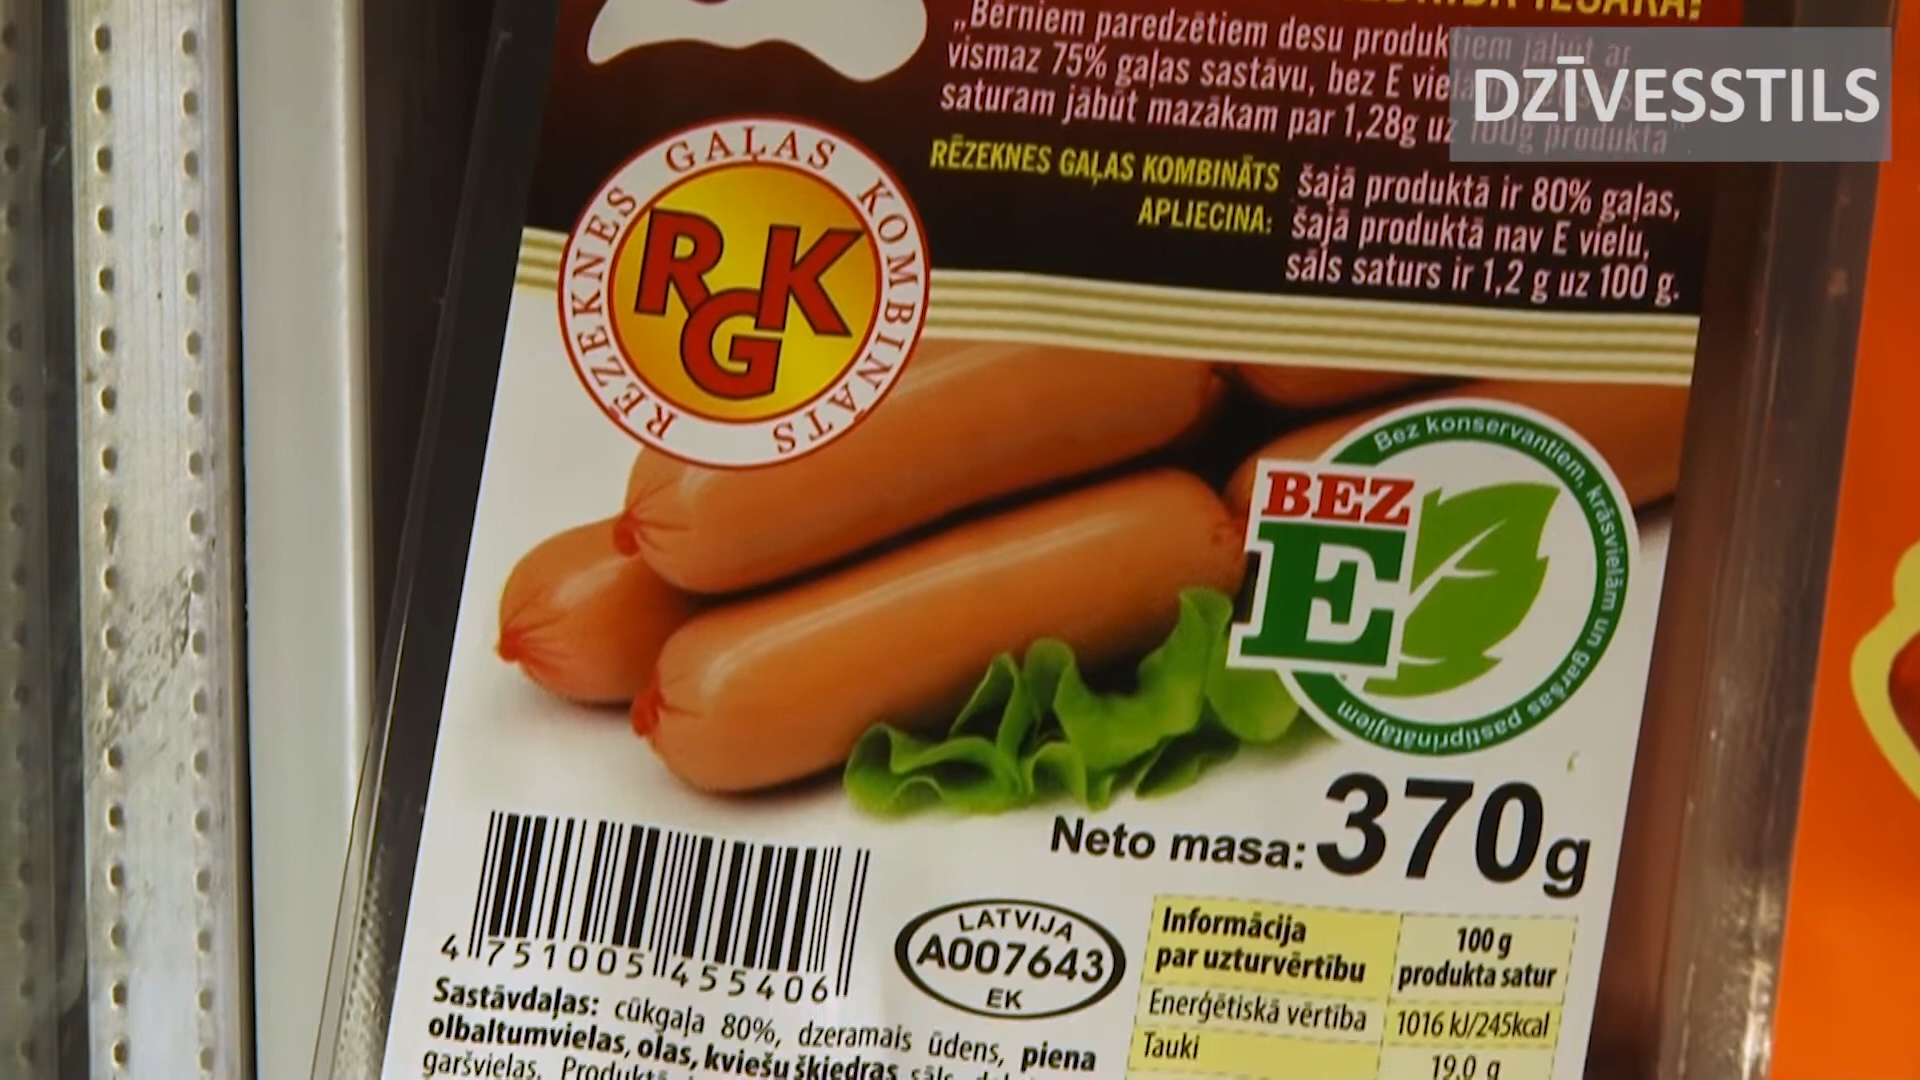 „Bērniem paredzētiem desu produktiem jābūt ar
vismaz 75% gaļas sastāvu, bez E
saturam jābūt mazākam par 1,28g uz 100g produkta”.
DZĪVESSTILS
RĒZEKNES GAĻAS KOMBINĀTS
APLIECINA:
šajā produktā ir 80% gaļas,
šajā produktā nav E vielu,
sāls saturs ir 1,2 g uz 100 g.
RĒZEKNES GAĻAS KOMBINĀTS
RGK
BEZ
E
Bez konservantiem, krāsvielām un garšas pastiprinātājiem
Neto masa: 370g
4 751005 455406
LATVIJA
A007643
EK
Informācija
par uzturvērtību
100 g
produkta satur
Enerģētiskā vērtība 1016 kJ/245kcal
Tauki 19,0 g
Sastāvdaļas: cūkgaļa 80%, dzeramais ūdens, piena
olbaltumvielas, olas, kviešu šķiedras, sāls,
garšvielas.